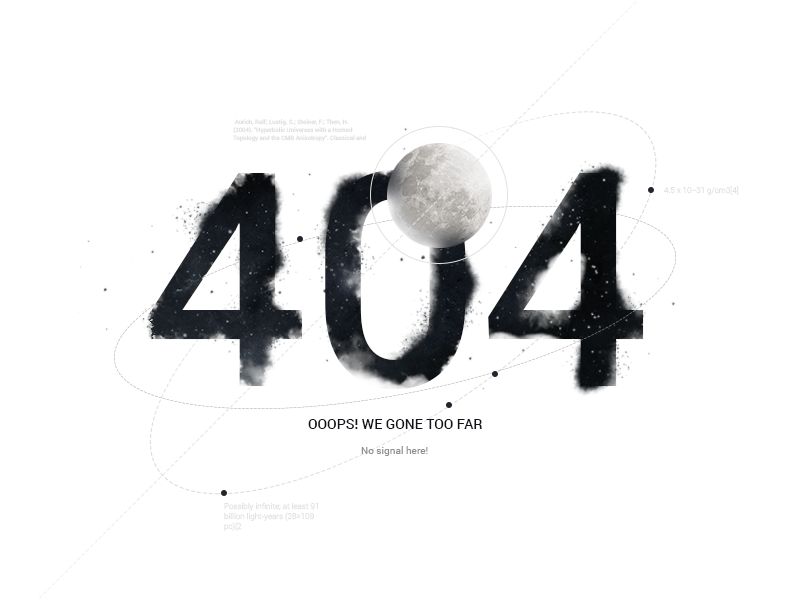 Aurich, Ralf; Lustig, S.; Steiner, F.; Then, H.
(2004). "Hyperbolic Universes with a Horned
Topology and the CMB Anisotropy". Classical and
4.5 x 10−31 g/cm3[4]
404
OOOPS! WE GONE TOO FAR
No signal here!
Possibly infinite; at least 91
billion light-years (28×109
pc)[2